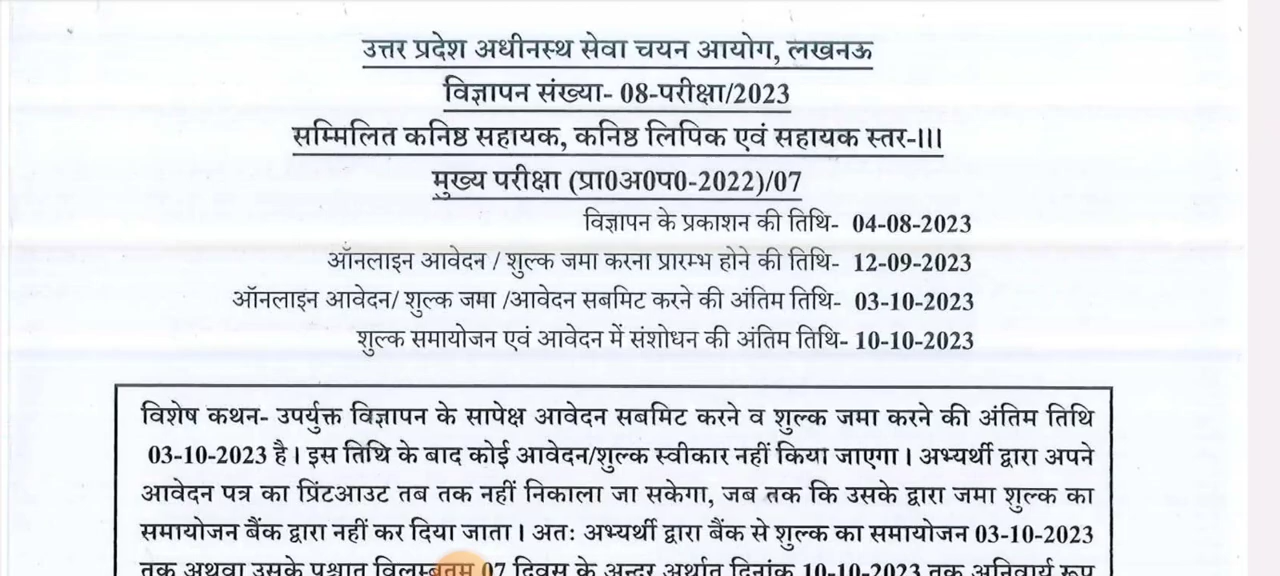 उत्तर प्रदेश अधीनस्थ सेवा चयन आयोग, लखनऊ
विज्ञापन संख्या- 08-परीक्षा/2023
सम्मिलित कनिष्ठ सहायक, कनिष्ठ लिपिक एवं सहायक स्तर-III
मुख्य परीक्षा (प्रा0अ0प0-2022)/07
विज्ञापन के प्रकाशन की तिथि- 04-08-2023
ऑनलाइन आवेदन / शुल्क जमा करना प्रारम्भ होने की तिथि- 12-09-2023
ऑनलाइन आवेदन/ शुल्क जमा /आवेदन सबमिट करने की अंतिम तिथि- 03-10-2023
शुल्क समायोजन एवं आवेदन में संशोधन की अंतिम तिथि- 10-10-2023
विशेष कथन- उपर्युक्त विज्ञापन के सापेक्ष आवेदन सबमिट करने व शुल्क जमा करने की अंतिम तिथि
03-10-2023 है। इस तिथि के बाद कोई आवेदन/शुल्क स्वीकार नहीं किया जाएगा। अभ्यर्थी द्वारा अपने
आवेदन पत्र का प्रिंटआउट तब तक नहीं निकाला जा सकेगा, जब तक कि उसके द्वारा जमा शुल्क का
समायोजन बैंक द्वारा नहीं कर दिया जाता। अतः अभ्यर्थी द्वारा बैंक से शुल्क का समायोजन 03-10-2023
तक अथवा उसके पश्चात विलम्बतम 07 दिवस के अन्दर अर्थात दिनांक 10-10-2023 तक अनिवार्य रूप